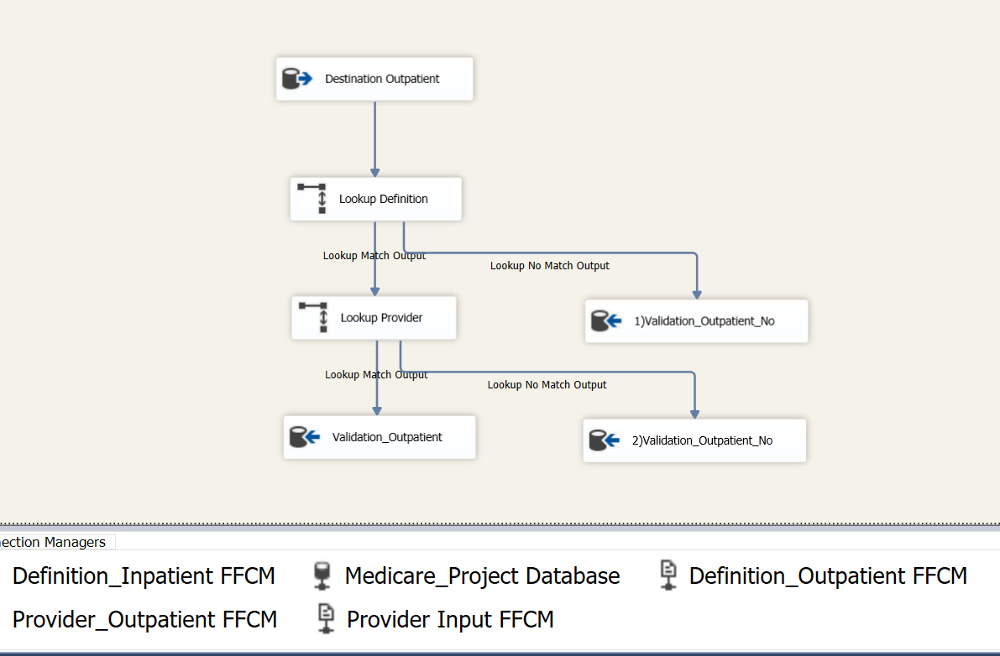 Destination Outpatient
Lookup Definition
Lookup Match Output
Lookup No Match Output
Lookup Provider
1)Validation_Outpatient_No
Lookup Match Output
Lookup No Match Output
Validation_Outpatient
2)Validation_Outpatient_No
nection Managers
Definition_Inpatient FFCM
Medicare_Project Database
Definition_Outpatient FFCM
Provider_Outpatient FFCM
Provider Input FFCM